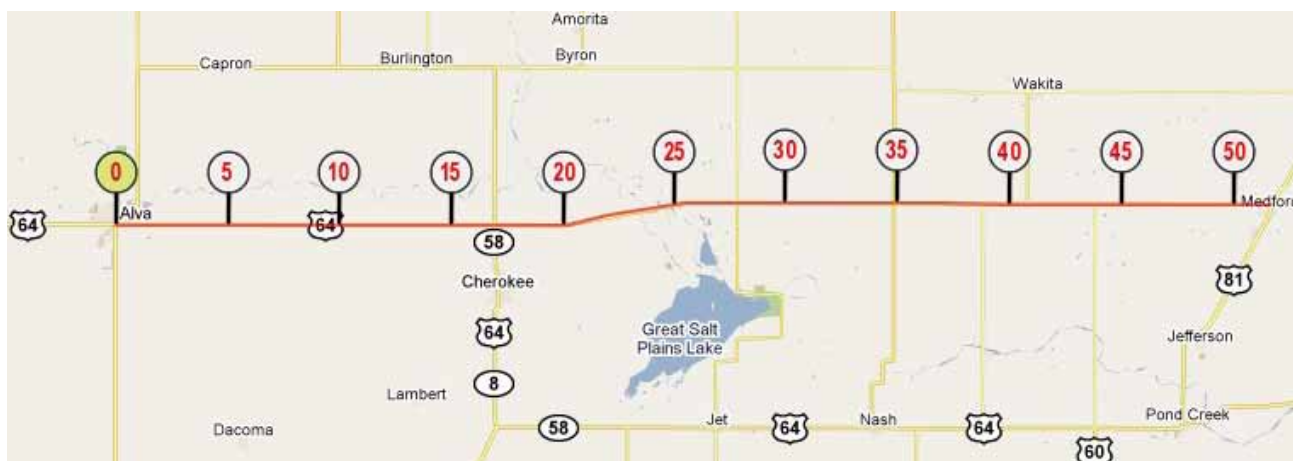 Amorita
Capron
Burlington
Byron
Wakita
0
5
10
15
20
25
30
35
40
45
50
64
Alva
64
58
Medford
Cherokee
81
64
Great Salt
Plains Lake
Jefferson
8
Lambert
Jet
Nash
Pond Creek
Dacoma
58
64
64
60